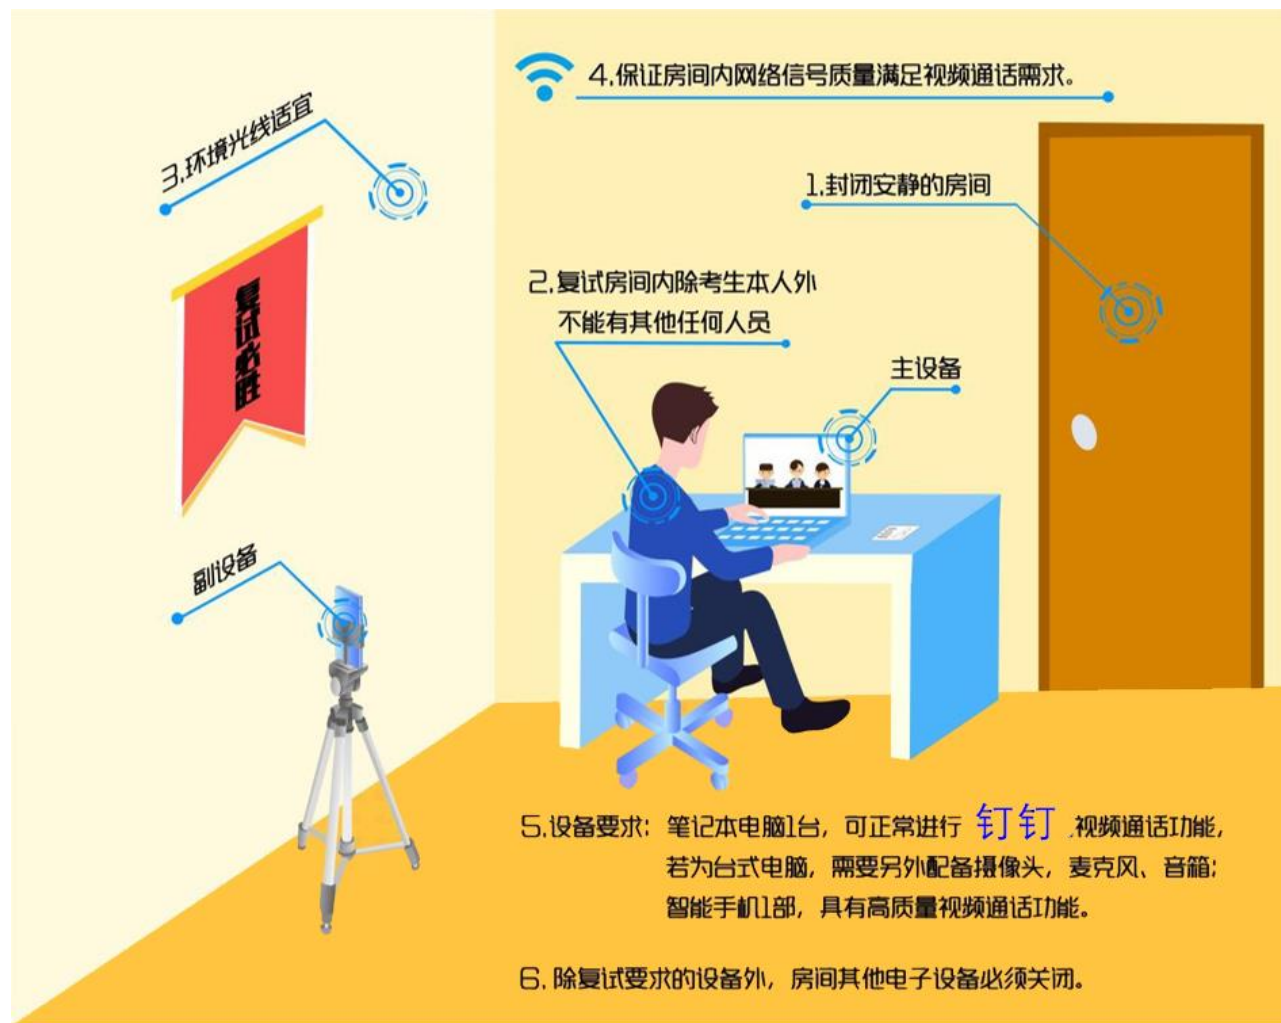 4.保证房间内网络信号质量满足视频通话需求。
3.环境光线适宜
1.封闭安静的房间
复试必胜
2.复试房间内除考生本人外
不能有其他任何人员
主设备
副设备
5.设备要求：笔记本电脑1台，可正常进行 钉钉 视频通话功能，
若为台式电脑，需要另外配备摄像头，麦克风、音箱；
智能手机1部，具有高质量视频通话功能。
6.除复试要求的设备外，房间其他电子设备必须关闭。